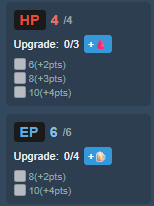 HP 4 /4
Upgrade: 0/3 +
6(+2pts)
8(+3pts)
10(+4pts)
EP 6 /6
Upgrade: 0/4 +
8(+2pts)
10(+4pts)